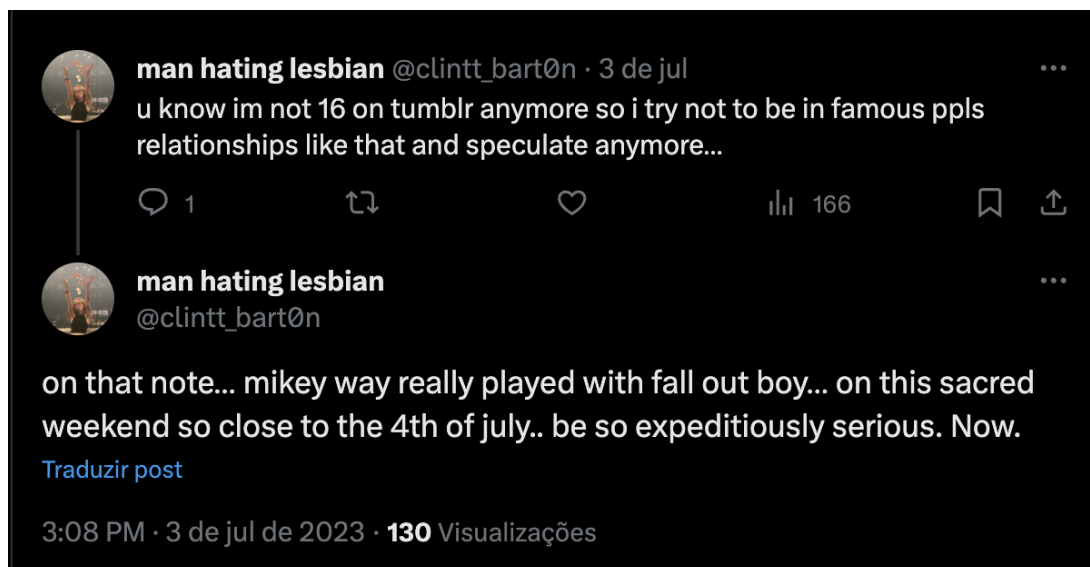 man hating lesbian @clintt_bart0n · 3 de jul
u know im not 16 on tumblr anymore so i try not to be in famous ppls
relationships like that and speculate anymore...
1 166
man hating lesbian
@clintt_bart0n
on that note... mikey way really played with fall out boy... on this sacred
weekend so close to the 4th of july.. be so expeditiously serious. Now.
Traduzir post
3:08 PM · 3 de jul de 2023 · 130 Visualizações